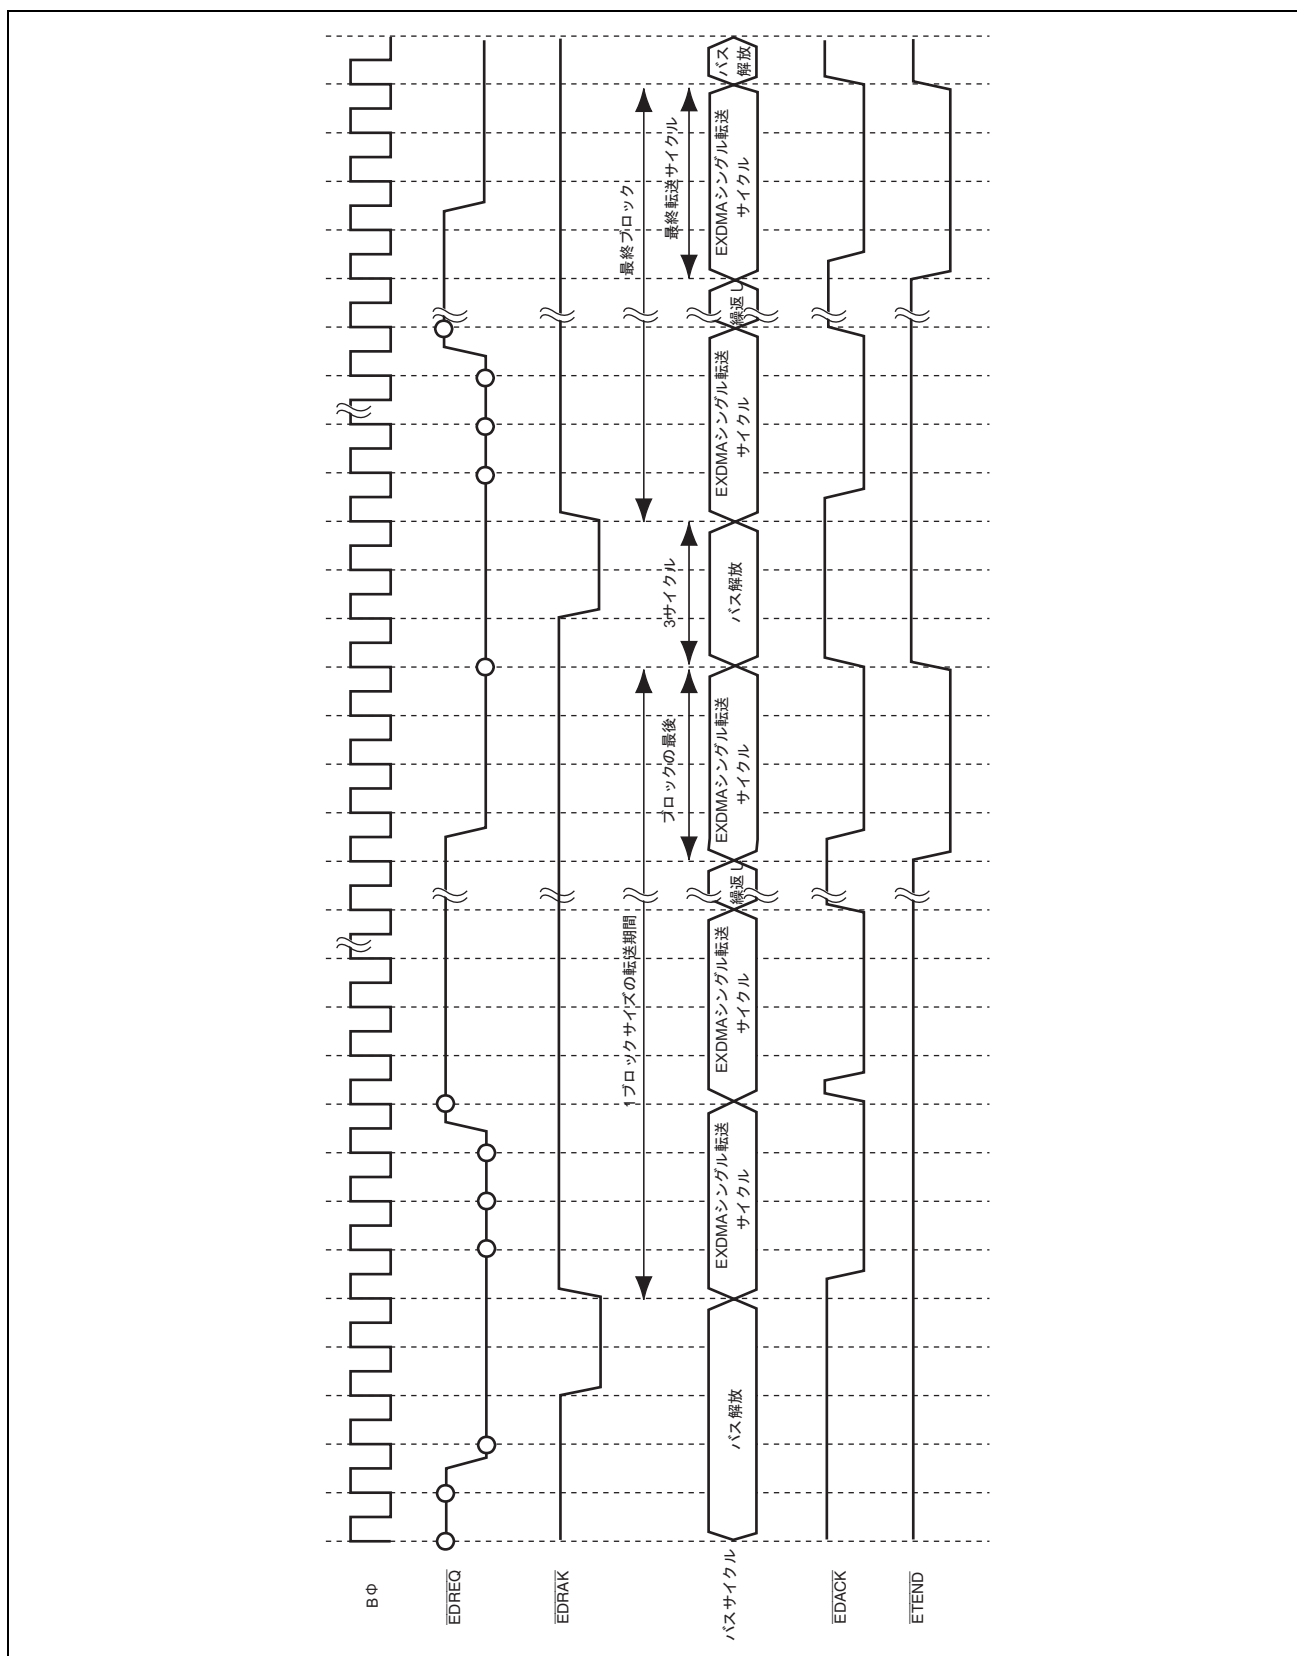 Bφ
EDREQ
EDRAK
1ブロックサイズの転送期間
最終ブロック
ブロックの最後
3サイクル
最終転送サイクル
バスサイクル
バス解放
EXDMAシングル転送
サイクル
EXDMAシングル転送
サイクル
繰返し
EXDMAシングル転送
サイクル
バス解放
EXDMAシングル転送
サイクル
繰返し
EXDMAシングル転送
サイクル
バス
解放
EDACK
ETEND